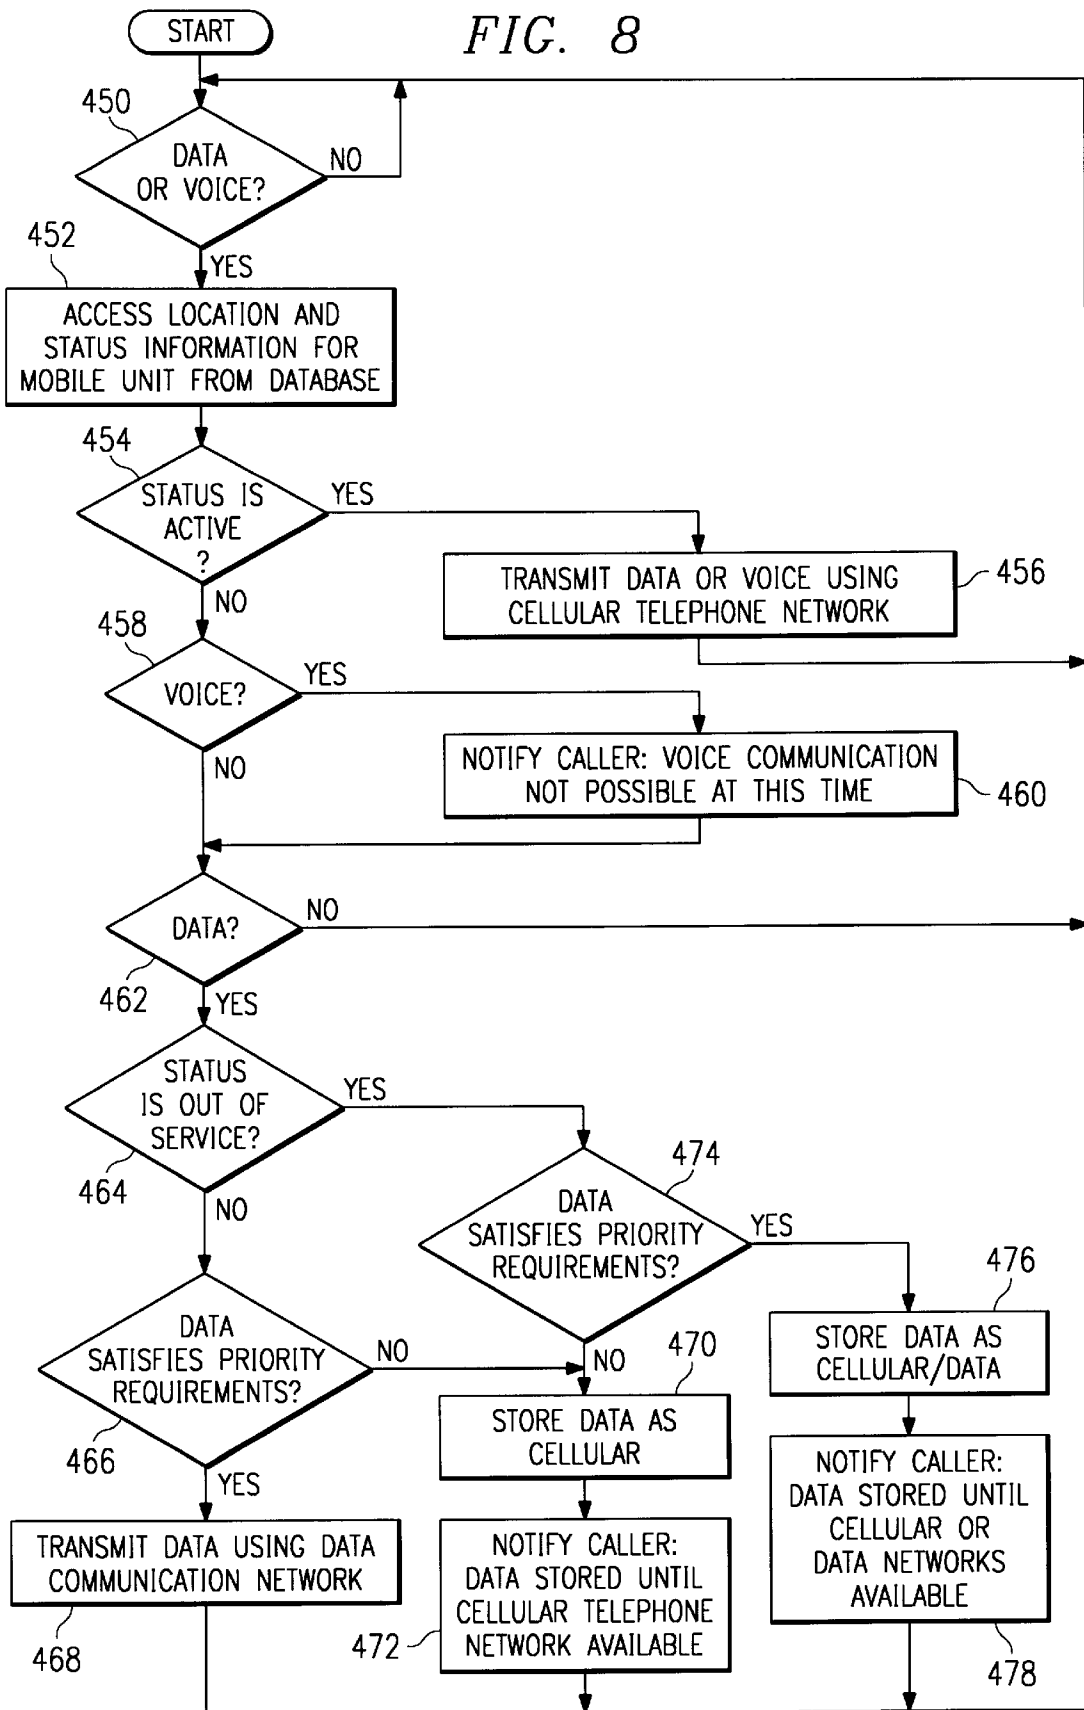 START
FIG. 8
450
DATA
OR VOICE?
NO
452
YES
ACCESS LOCATION AND
STATUS INFORMATION FOR
MOBILE UNIT FROM DATABASE
454
STATUS IS
ACTIVE
?
YES
NO
TRANSMIT DATA OR VOICE USING
CELLULAR TELEPHONE NETWORK
456
458
VOICE?
YES
NO
NOTIFY CALLER: VOICE COMMUNICATION
NOT POSSIBLE AT THIS TIME
460
DATA?
NO
462
YES
STATUS
IS OUT OF
SERVICE?
YES
464
NO
474
DATA
SATISFIES PRIORITY
REQUIREMENTS?
YES
NO
476
STORE DATA AS
CELLULAR/DATA
DATA
SATISFIES PRIORITY
REQUIREMENTS?
NO
466
YES
470
STORE DATA AS
CELLULAR
NOTIFY CALLER:
DATA STORED UNTIL
CELLULAR OR
DATA NETWORKS
AVAILABLE
478
TRANSMIT DATA USING DATA
COMMUNICATION NETWORK
468
NOTIFY CALLER:
DATA STORED UNTIL
CELLULAR TELEPHONE
NETWORK AVAILABLE
472